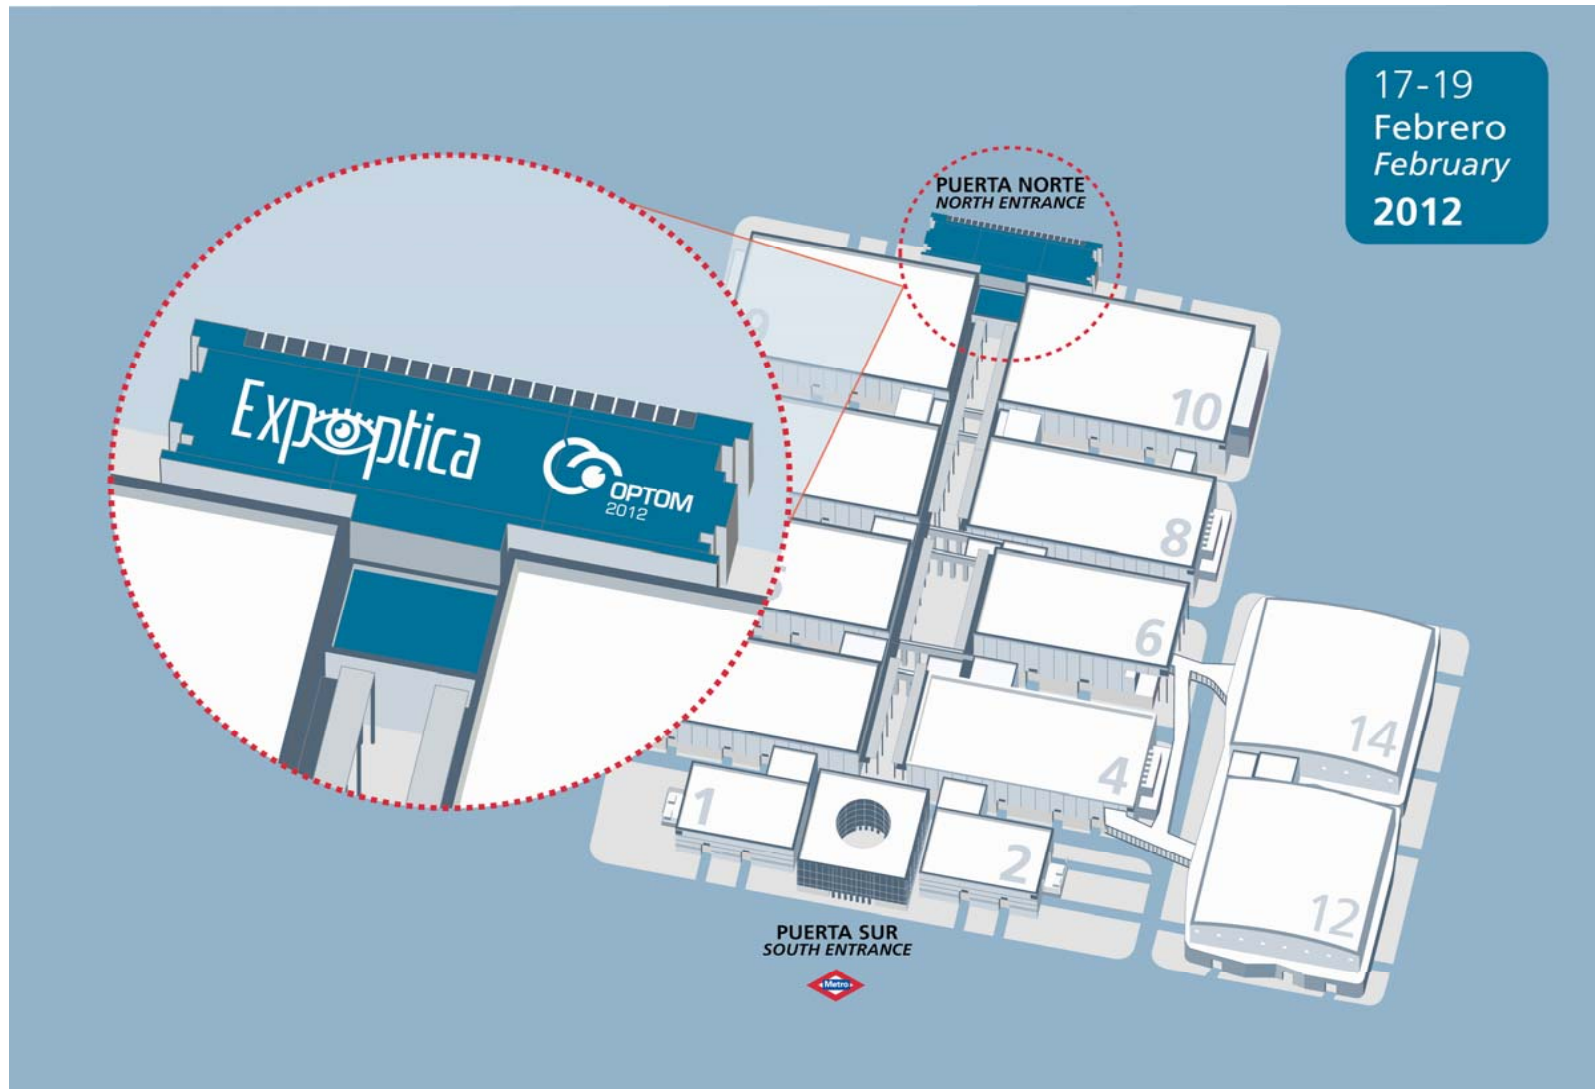 17-19
Febrero
February
2012
PUERTA NORTE
NORTH ENTRANCE
Expoptica
OPTOM
2012
9
10
8
6
14
4
1
2
12
PUERTA SUR
SOUTH ENTRANCE
Metro